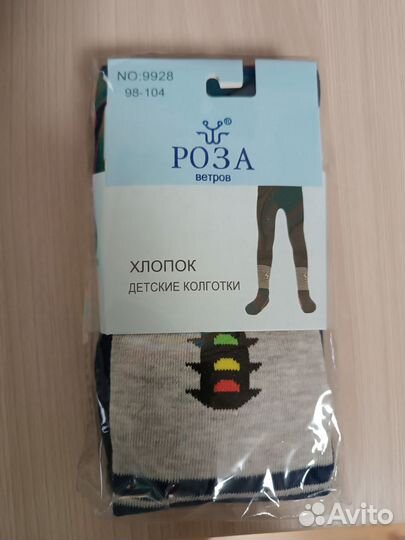 NO:9928
98-104
®
РОЗА
ветров
ХЛОПОК
ДЕТСКИЕ КОЛГОТКИ
Avito